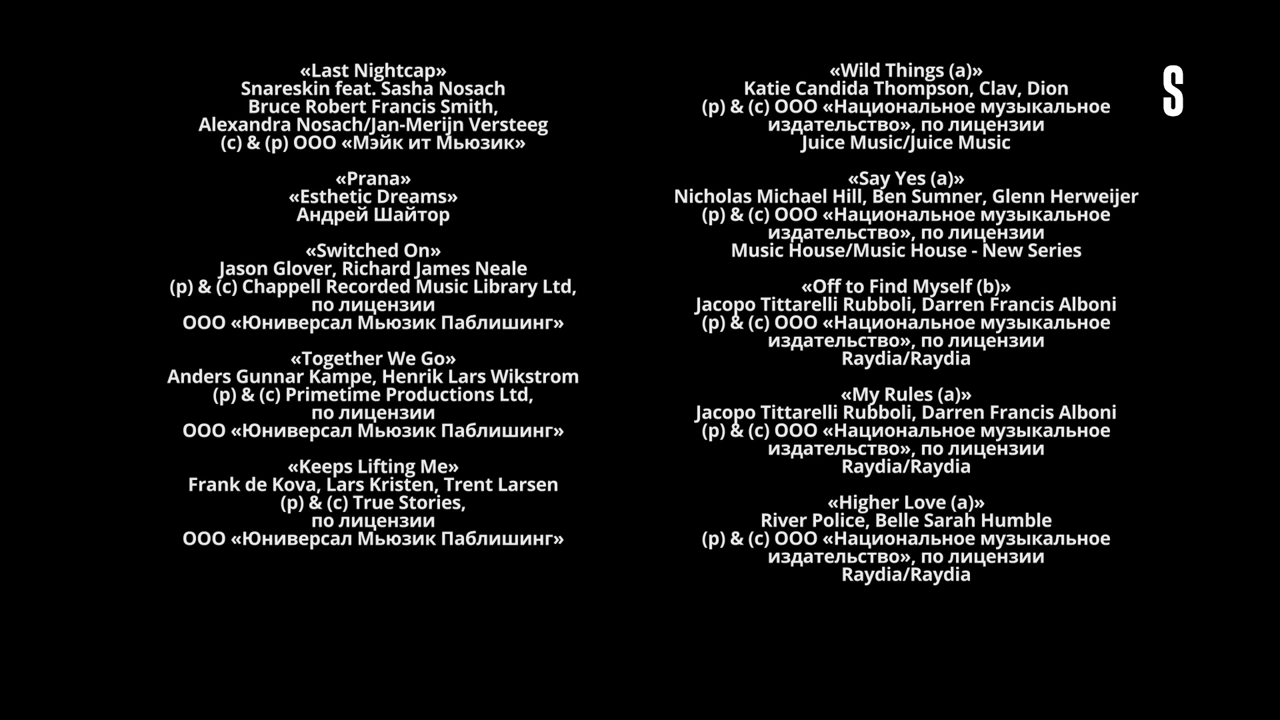 «Last Nightcap»
Snareskin feat. Sasha Nosach
Bruce Robert Francis Smith,
Alexandra Nosach/Jan-Merijn Versteeg
(c) & (p) ООО «Мэйк ит Мьюзик»
«Prana»
«Esthetic Dreams»
Андрей Шайтор
«Switched On»
Jason Glover, Richard James Neale
(p) & (c) Chappell Recorded Music Library Ltd,
по лицензии
ООО «Юниверсал Мьюзик Паблишинг»
«Together We Go»
Anders Gunnar Kampe, Henrik Lars Wikstrom
(p) & (c) Primetime Productions Ltd,
по лицензии
ООО «Юниверсал Мьюзик Паблишинг»
«Keeps Lifting Me»
Frank de Kova, Lars Kristen, Trent Larsen
(p) & (c) True Stories,
по лицензии
ООО «Юниверсал Мьюзик Паблишинг»
«Wild Things (a)»
Katie Candida Thompson, Clav, Dion
(p) & (c) ООО «Национальное музыкальное
издательство», по лицензии
Juice Music/Juice Music
«Say Yes (a)»
Nicholas Michael Hill, Ben Sumner, Glenn Herweijer
(p) & (c) ООО «Национальное музыкальное
издательство», по лицензии
Music House/Music House - New Series
«Off to Find Myself (b)»
Jacopo Tittarelli Rubboli, Darren Francis Alboni
(p) & (c) ООО «Национальное музыкальное
издательство», по лицензии
Raydia/Raydia
«My Rules (a)»
Jacopo Tittarelli Rubboli, Darren Francis Alboni
(p) & (c) ООО «Национальное музыкальное
издательство», по лицензии
Raydia/Raydia
«Higher Love (a)»
River Police, Belle Sarah Humble
(p) & (c) ООО «Национальное музыкальное
издательство», по лицензии
Raydia/Raydia
S